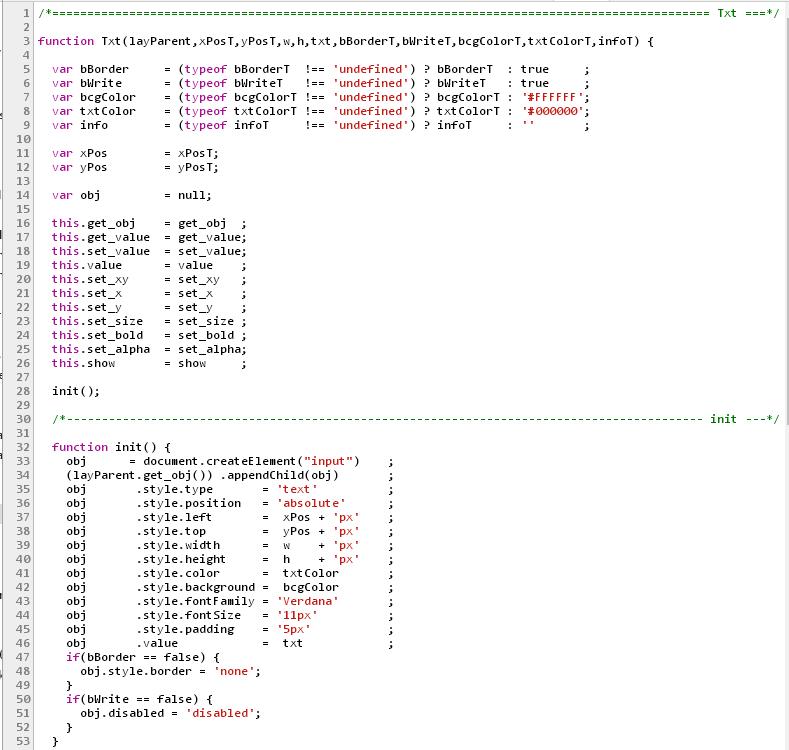 1 /*============================================================================================== Txt ===*/
2
3 function Txt(layParent,xPosT,yPosT,w,h,txt,bBorderT,bWriteT,bcgColorT,txtColorT,infoT) {
4
5   var bBorder     = (typeof bBorderT  !== 'undefined') ? bBorderT  : true     ;
6   var bWrite      = (typeof bWriteT   !== 'undefined') ? bWriteT   : true     ;
7   var bcgColor    = (typeof bcgColorT !== 'undefined') ? bcgColorT : '#FFFFFF';
8   var txtColor    = (typeof txtColorT !== 'undefined') ? txtColorT : '#000000';
9   var info        = (typeof infoT     !== 'undefined') ? infoT     : ''       ;
10
11   var xPos        = xPosT;
12   var yPos        = yPosT;
13
14   var obj         = null;
15
16   this.get_obj    = get_obj  ;
17   this.get_value  = get_value;
18   this.set_value  = set_value;
19   this.value      = value    ;
20   this.set_xy     = set_xy   ;
21   this.set_x      = set_x    ;
22   this.set_y      = set_y    ;
23   this.set_size   = set_size ;
24   this.set_bold   = set_bold ;
25   this.set_alpha  = set_alpha;
26   this.show       = show     ;
27
28   init();
29
30   /*------------------------------------------------------------------------------------------- init ---*/
31
32   function init() {
33     obj      = document.createElement("input")    ;
34     (layParent.get_obj()) .appendChild(obj)       ;
35     obj       .style.type       = 'text'          ;
36     obj       .style.position   = 'absolute'      ;
37     obj       .style.left       =  xPos + 'px'    ;
38     obj       .style.top        =  yPos + 'px'    ;
39     obj       .style.width      =  w    + 'px'    ;
40     obj       .style.height     =  h    + 'px'    ;
41     obj       .style.color      =  txtColor       ;
42     obj       .style.background =  bcgColor       ;
43     obj       .style.fontFamily = 'Verdana'       ;
44     obj       .style.fontSize   = '11px'          ;
45     obj       .style.padding    = '5px'           ;
46     obj       .value            =  txt            ;
47     if(bBorder == false) {
48       obj.style.border = 'none';
49     }
50     if(bWrite == false) {
51       obj.disabled = 'disabled';
52     }
53   }